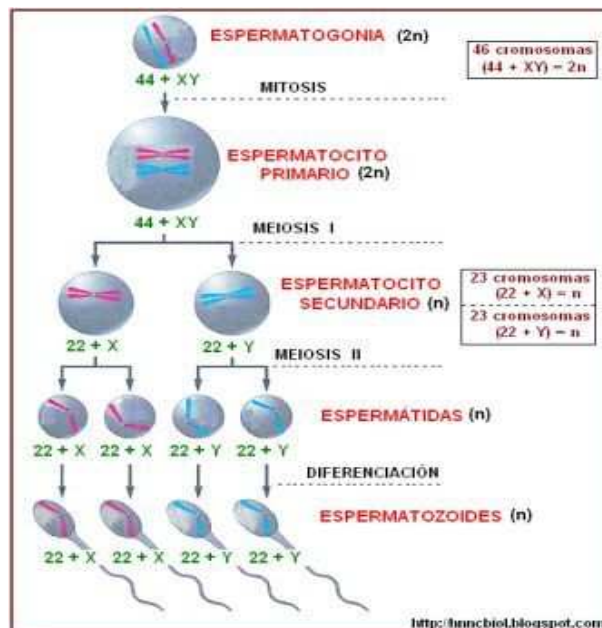 ESPERMATOGONIA (2n)
46 cromosomas
(44 + XY) = 2n
44 + XY
MITOSIS
ESPERMATOCITO
PRIMARIO (2n)
44 + XY
MEIOSIS I
ESPERMATOCITO
SECUNDARIO (n)
23 cromosomas
(22 + X) = n
23 cromosomas
(22 + Y) = n
22 + X
22 + Y
MEIOSIS II
ESPERMÁTIDAS (n)
22 + X
22 + X
22 + Y
22 + Y
DIFERENCIACIÓN
ESPERMATOZOIDES (n)
22 + X
22 + X
22 + Y
22 + Y
http://hnncbiol.blogspot.com